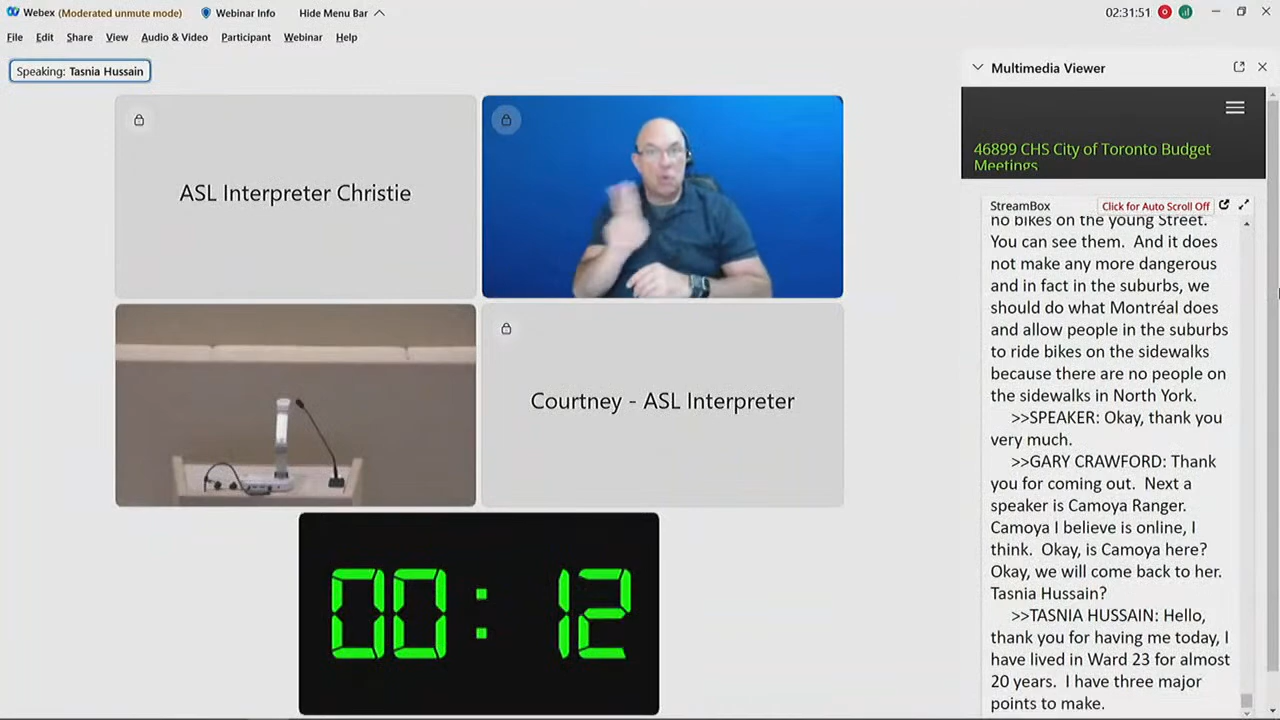 Webex (Moderated unmute mode) Webinar Info Hide Menu Bar 02:31:51
File Edit Share View Audio & Video Participant Webinar Help
Speaking: Tasnia Hussain
ASL Interpreter Christie
Courtney - ASL Interpreter
00:12
Multimedia Viewer
46899 CHS City of Toronto Budget
Meetings
StreamBox Click for Auto Scroll Off
no bikes on the young Street.
You can see them. And it does
not make any more dangerous
and in fact in the suburbs, we
should do what Montréal does
and allow people in the suburbs
to ride bikes on the sidewalks
because there are no people on
the sidewalks in North York.
>>SPEAKER: Okay, thank you
very much.
>>GARY CRAWFORD: Thank
you for coming out. Next a
speaker is Camoya Ranger.
Camoya I believe is online, I
think. Okay, is Camoya here?
Okay, we will come back to her.
Tasnia Hussain?
>>TASNIA HUSSAIN: Hello,
thank you for having me today, I
have lived in Ward 23 for almost
20 years. I have three major
points to make.